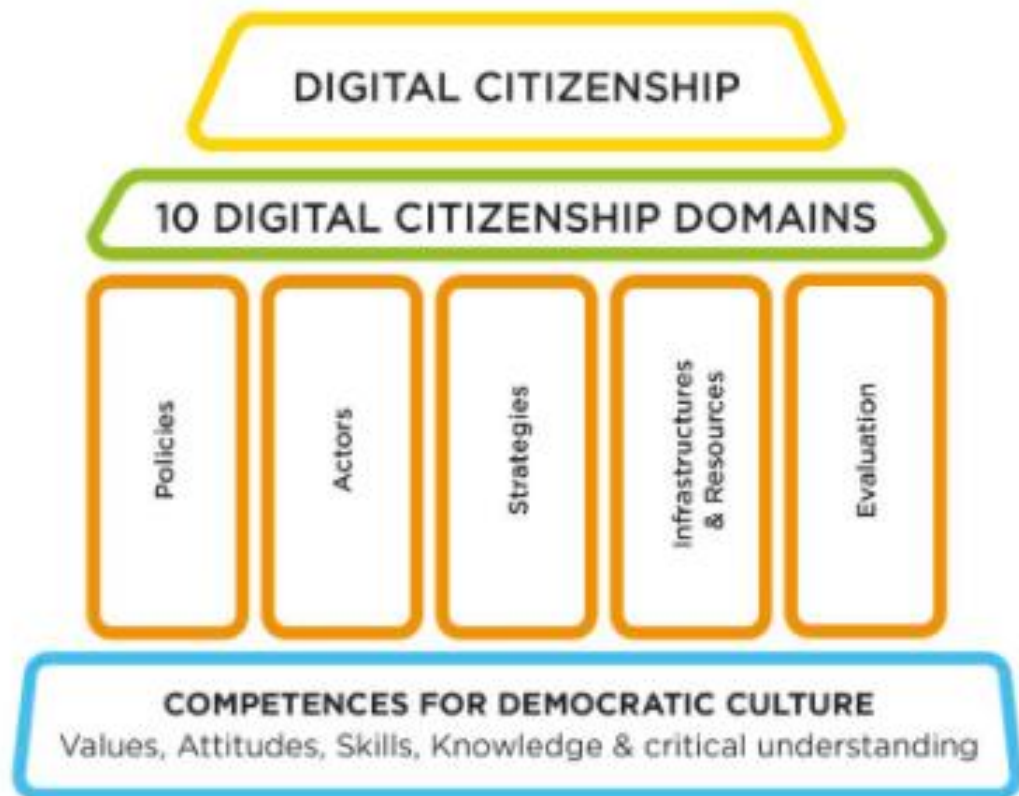 DIGITAL CITIZENSHIP
10 DIGITAL CITIZENSHIP DOMAINS
Policies
Actors
Strategies
Infrastructures
& Resources
Evaluation
COMPETENCES FOR DEMOCRATIC CULTURE
Values, Attitudes, Skills, Knowledge & critical understanding